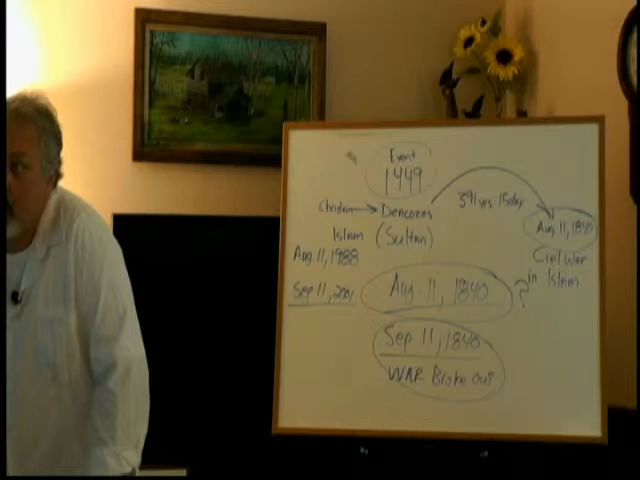 Event
1449
Christian → Dencozes
391 yrs 15 day
Islam (Sultan)
Aug 11, 1840
Civil War
in Islam
Aug 11, 1988
Sep 11, 2001
Aug 11, 1840 ?
Sep 11, 1840
WAR Broke out